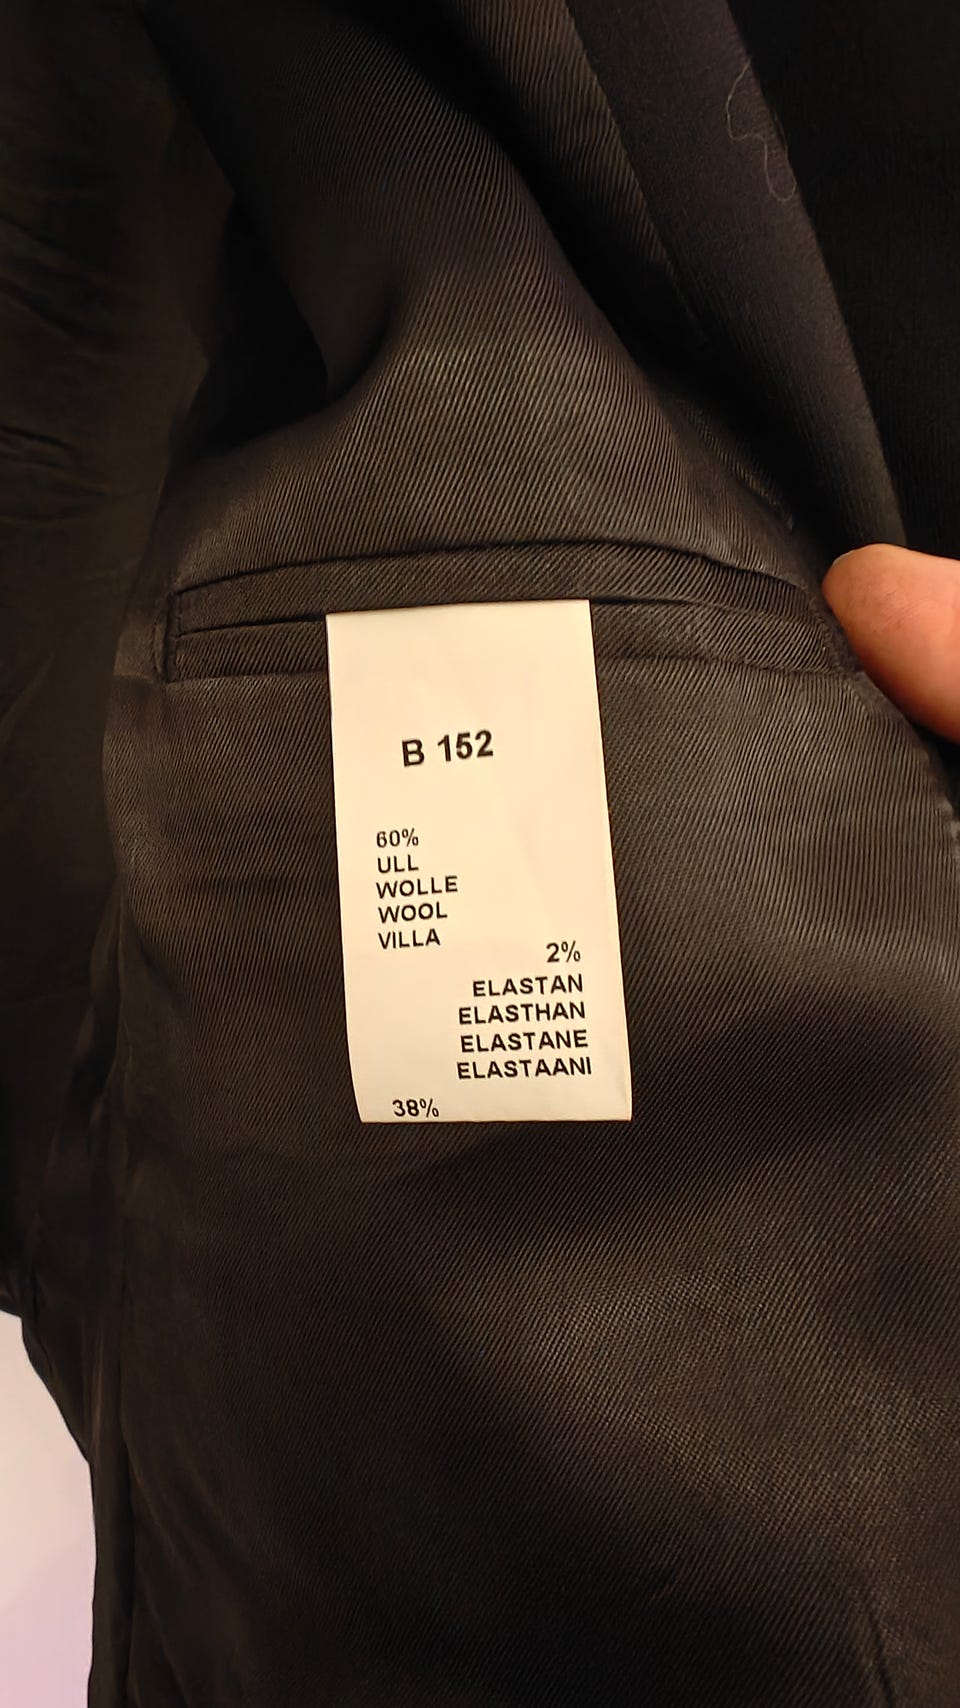 B 152
60%
ULL
WOLLE
WOOL
VILLA
2%
ELASTAN
ELASTHAN
ELASTANE
ELASTAANI
38%